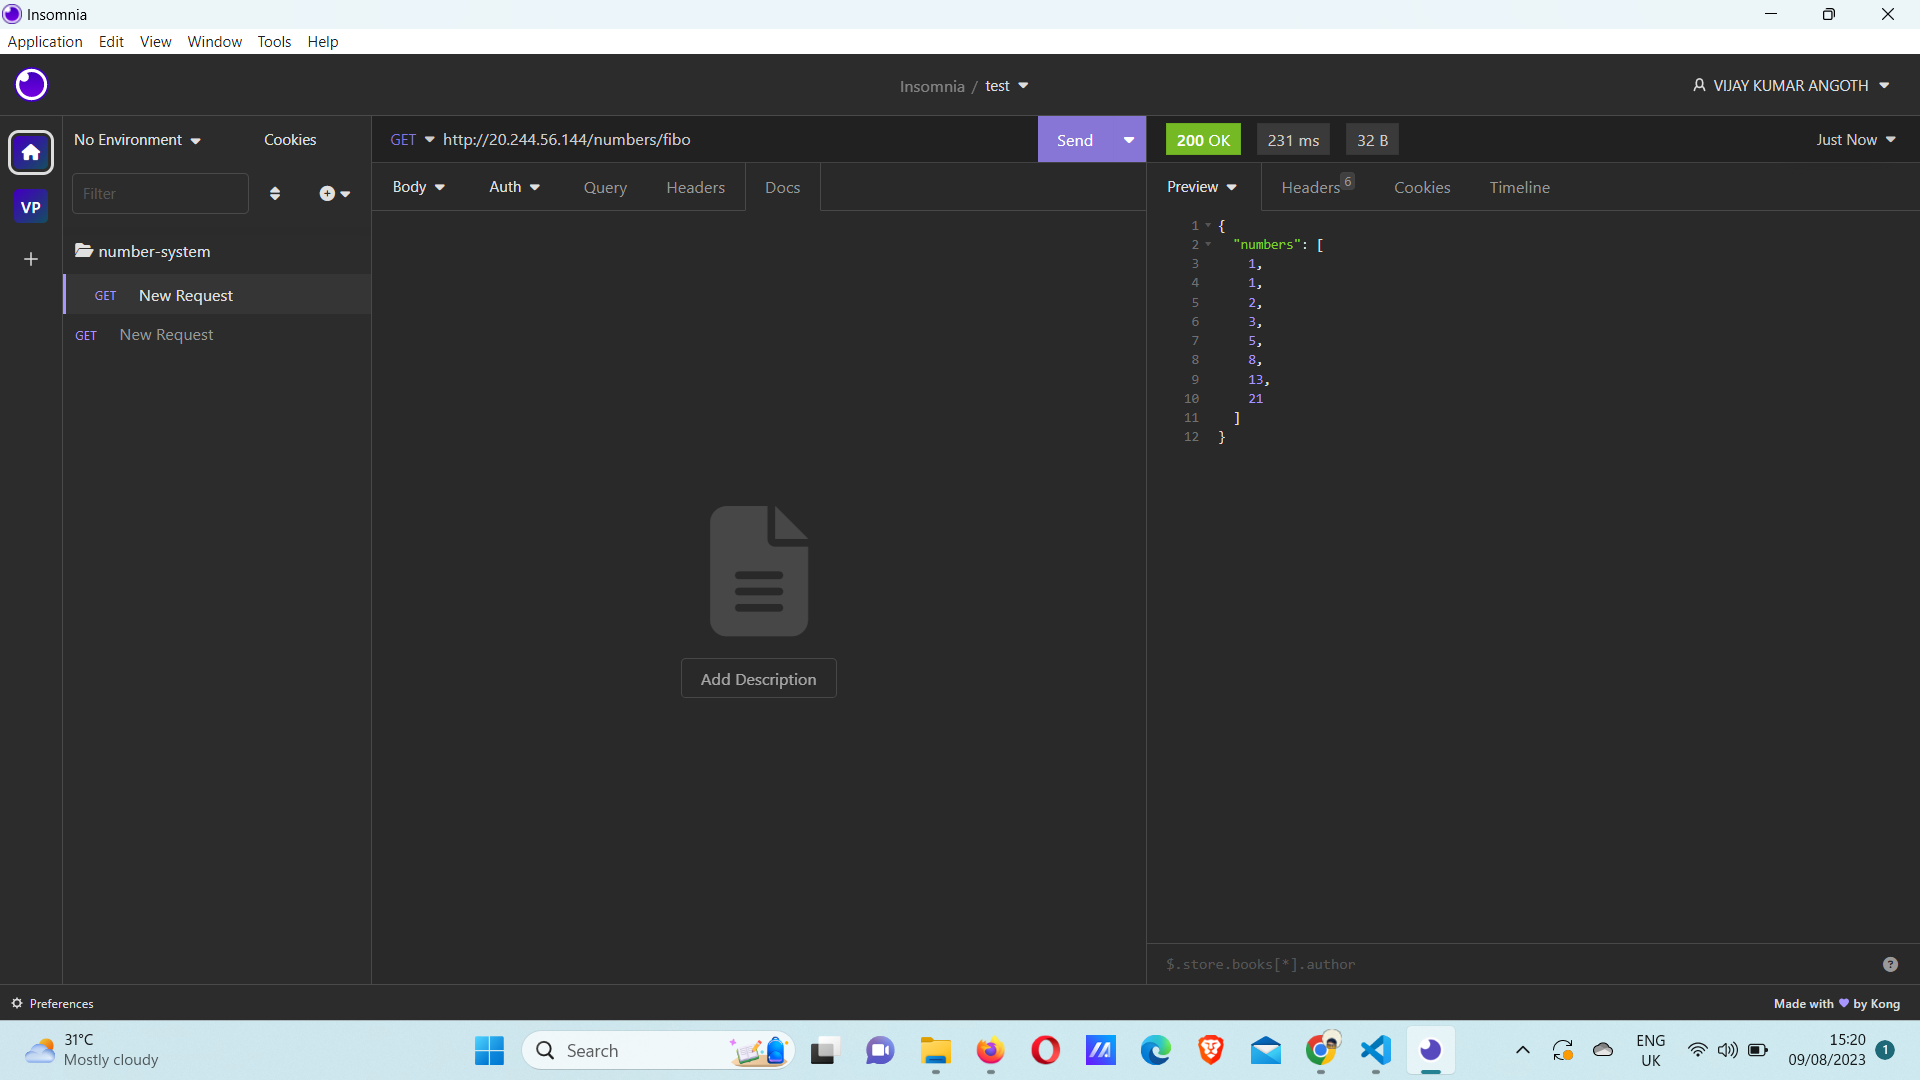 Insomnia
Application Edit View Window Tools Help
Insomnia / test
VIJAY KUMAR ANGOTH
No Environment
Cookies
GET http://20.244.56.144/numbers/fibo
Send
200 OK
231 ms
32 B
Just Now
VP
Filter
Body Auth Query Headers Docs
Preview Headers 6 Cookies Timeline
number-system
GET New Request
GET New Request
1 {
2 "numbers": [
3 1,
4 1,
5 2,
6 3,
7 5,
8 8,
9 13,
10 21
11 ]
12 }
Add Description
$.store.books[*].author
?
Preferences
Made with ♥ by Kong
31°C
Mostly cloudy
Search
ENG
UK
15:20
09/08/2023
1